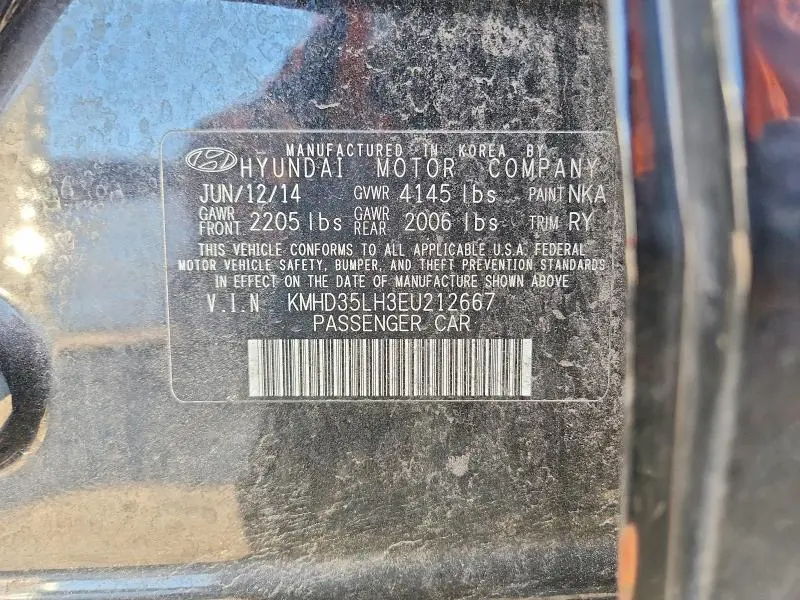 MANUFACTURED IN KOREA BY
HYUNDAI MOTOR COMPANY
JUN/12/14 GVWR 4145 lbs PAINT NKA
GAWR FRONT 2205 lbs GAWR REAR 2006 lbs TRIM RY
THIS VEHICLE CONFORMS TO ALL APPLICABLE U.S.A. FEDERAL
MOTOR VEHICLE SAFETY, BUMPER, AND THEFT PREVENTION STANDARDS
IN EFFECT ON THE DATE OF MANUFACTURE SHOWN ABOVE
V.I.N KMHD35LH3EU212667
PASSENGER CAR